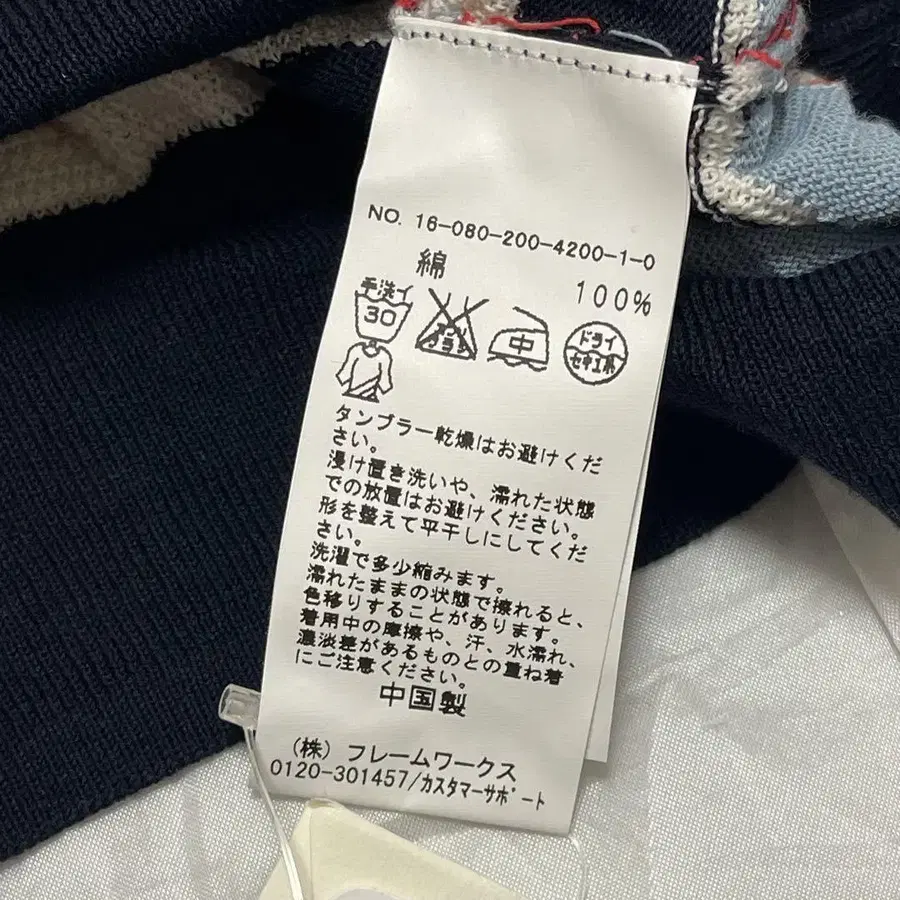 NO. 16-080-200-4200-1-0
綿
100%
手洗イ
30
エンソ
サラシ
中
ドライ
セキユ系
タンブラー乾燥はお避けくだ
さい。
浸け置き洗いや、濡れた状態
での放置はお避けください。
形を整えて平干しにしてくだ
さい。
洗濯で多少縮みます。
濡れたままの状態で擦れると、
色移りすることがあります。
着用中の摩擦や、汗、水濡れ、
濃淡差があるものとの重ね着
にご注意ください。
中国製
（株）フレームワークス
0120-301457/カスタマーサポート